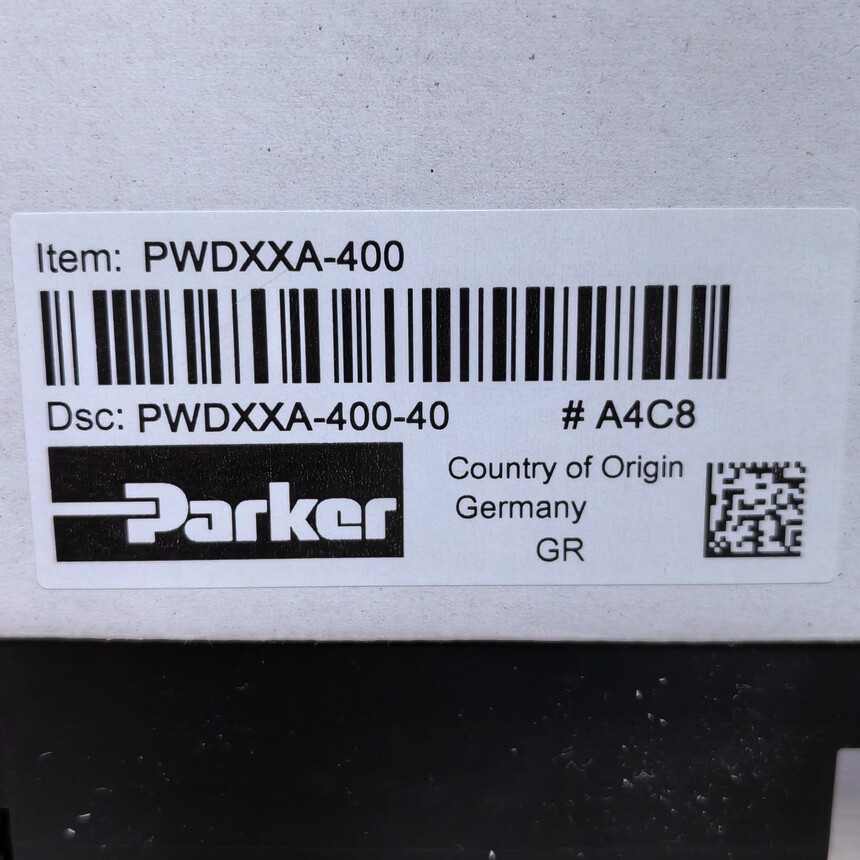 Item: PWDXXA-400
Dsc: PWDXXA-400-40 # A4C8
Parker
Country of Origin
Germany
GR